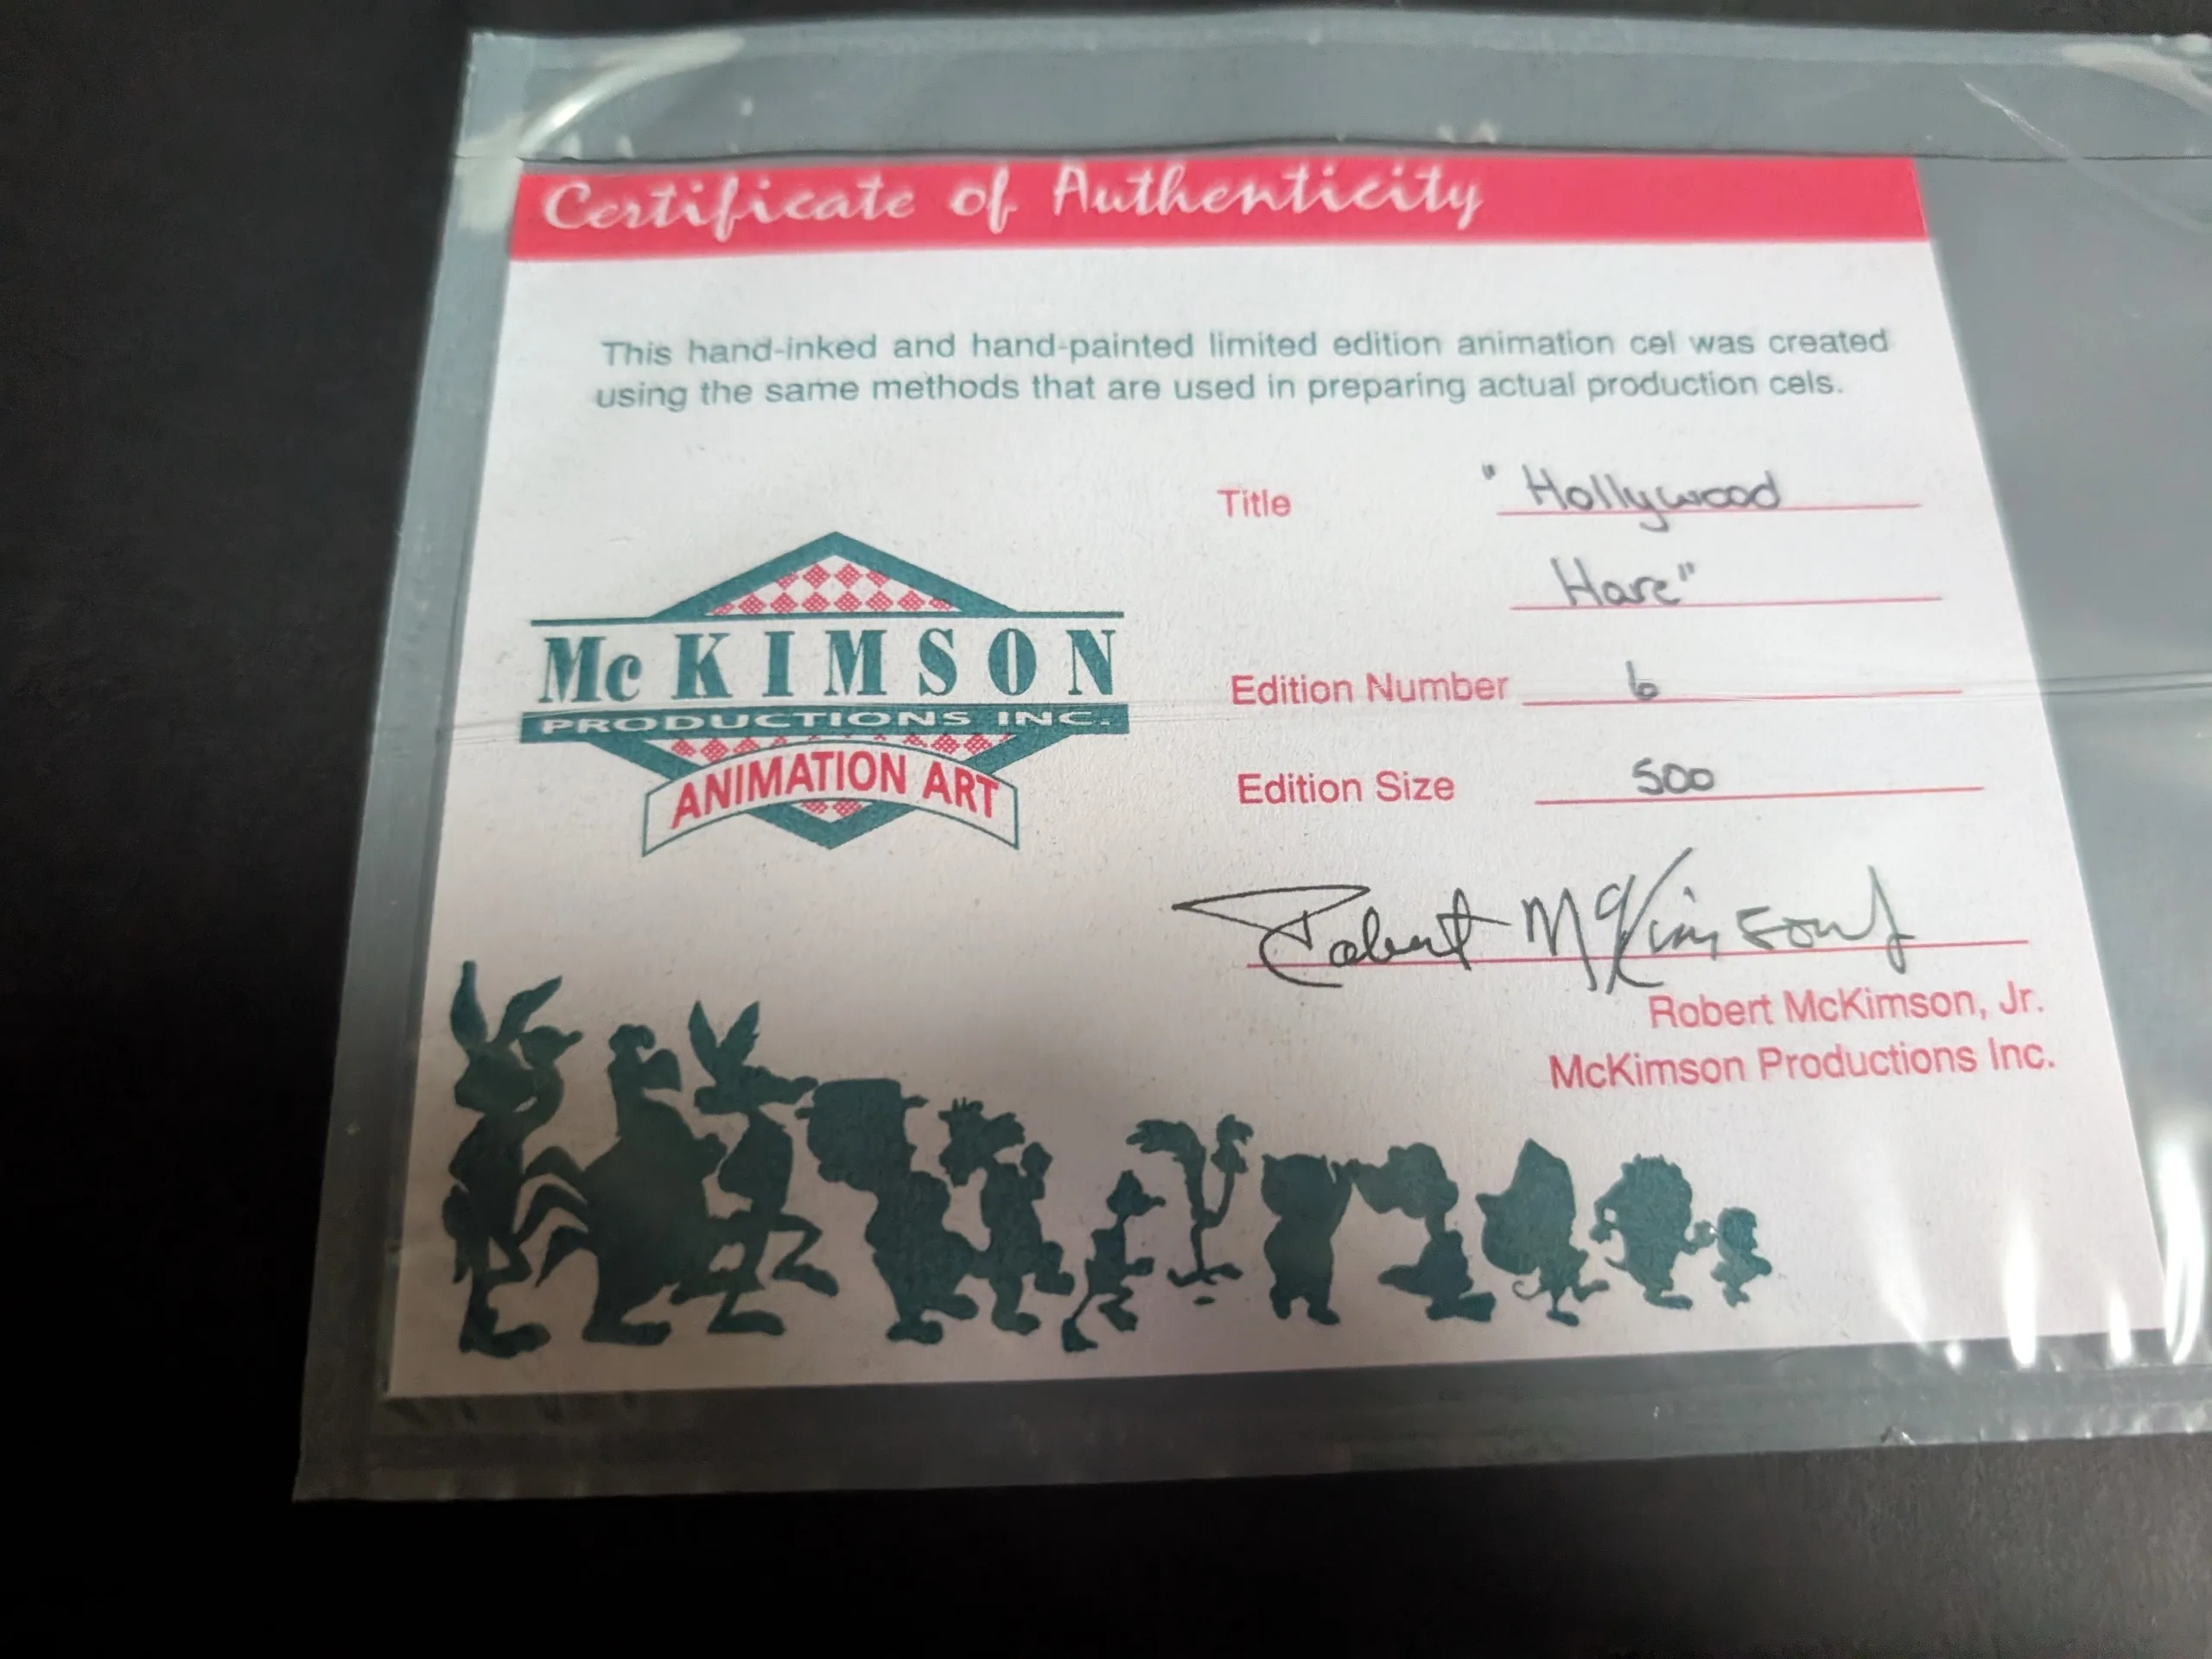 Certificate of Authenticity
This hand-inked and hand-painted limited edition animation cel was created
using the same methods that are used in preparing actual production cels.
Title "Hollywood
Hare"
McKIMSON
PRODUCTIONS INC.
ANIMATION ART
Edition Number 6
Edition Size 500
Robert McKimson Jr
Robert McKimson, Jr.
McKimson Productions Inc.